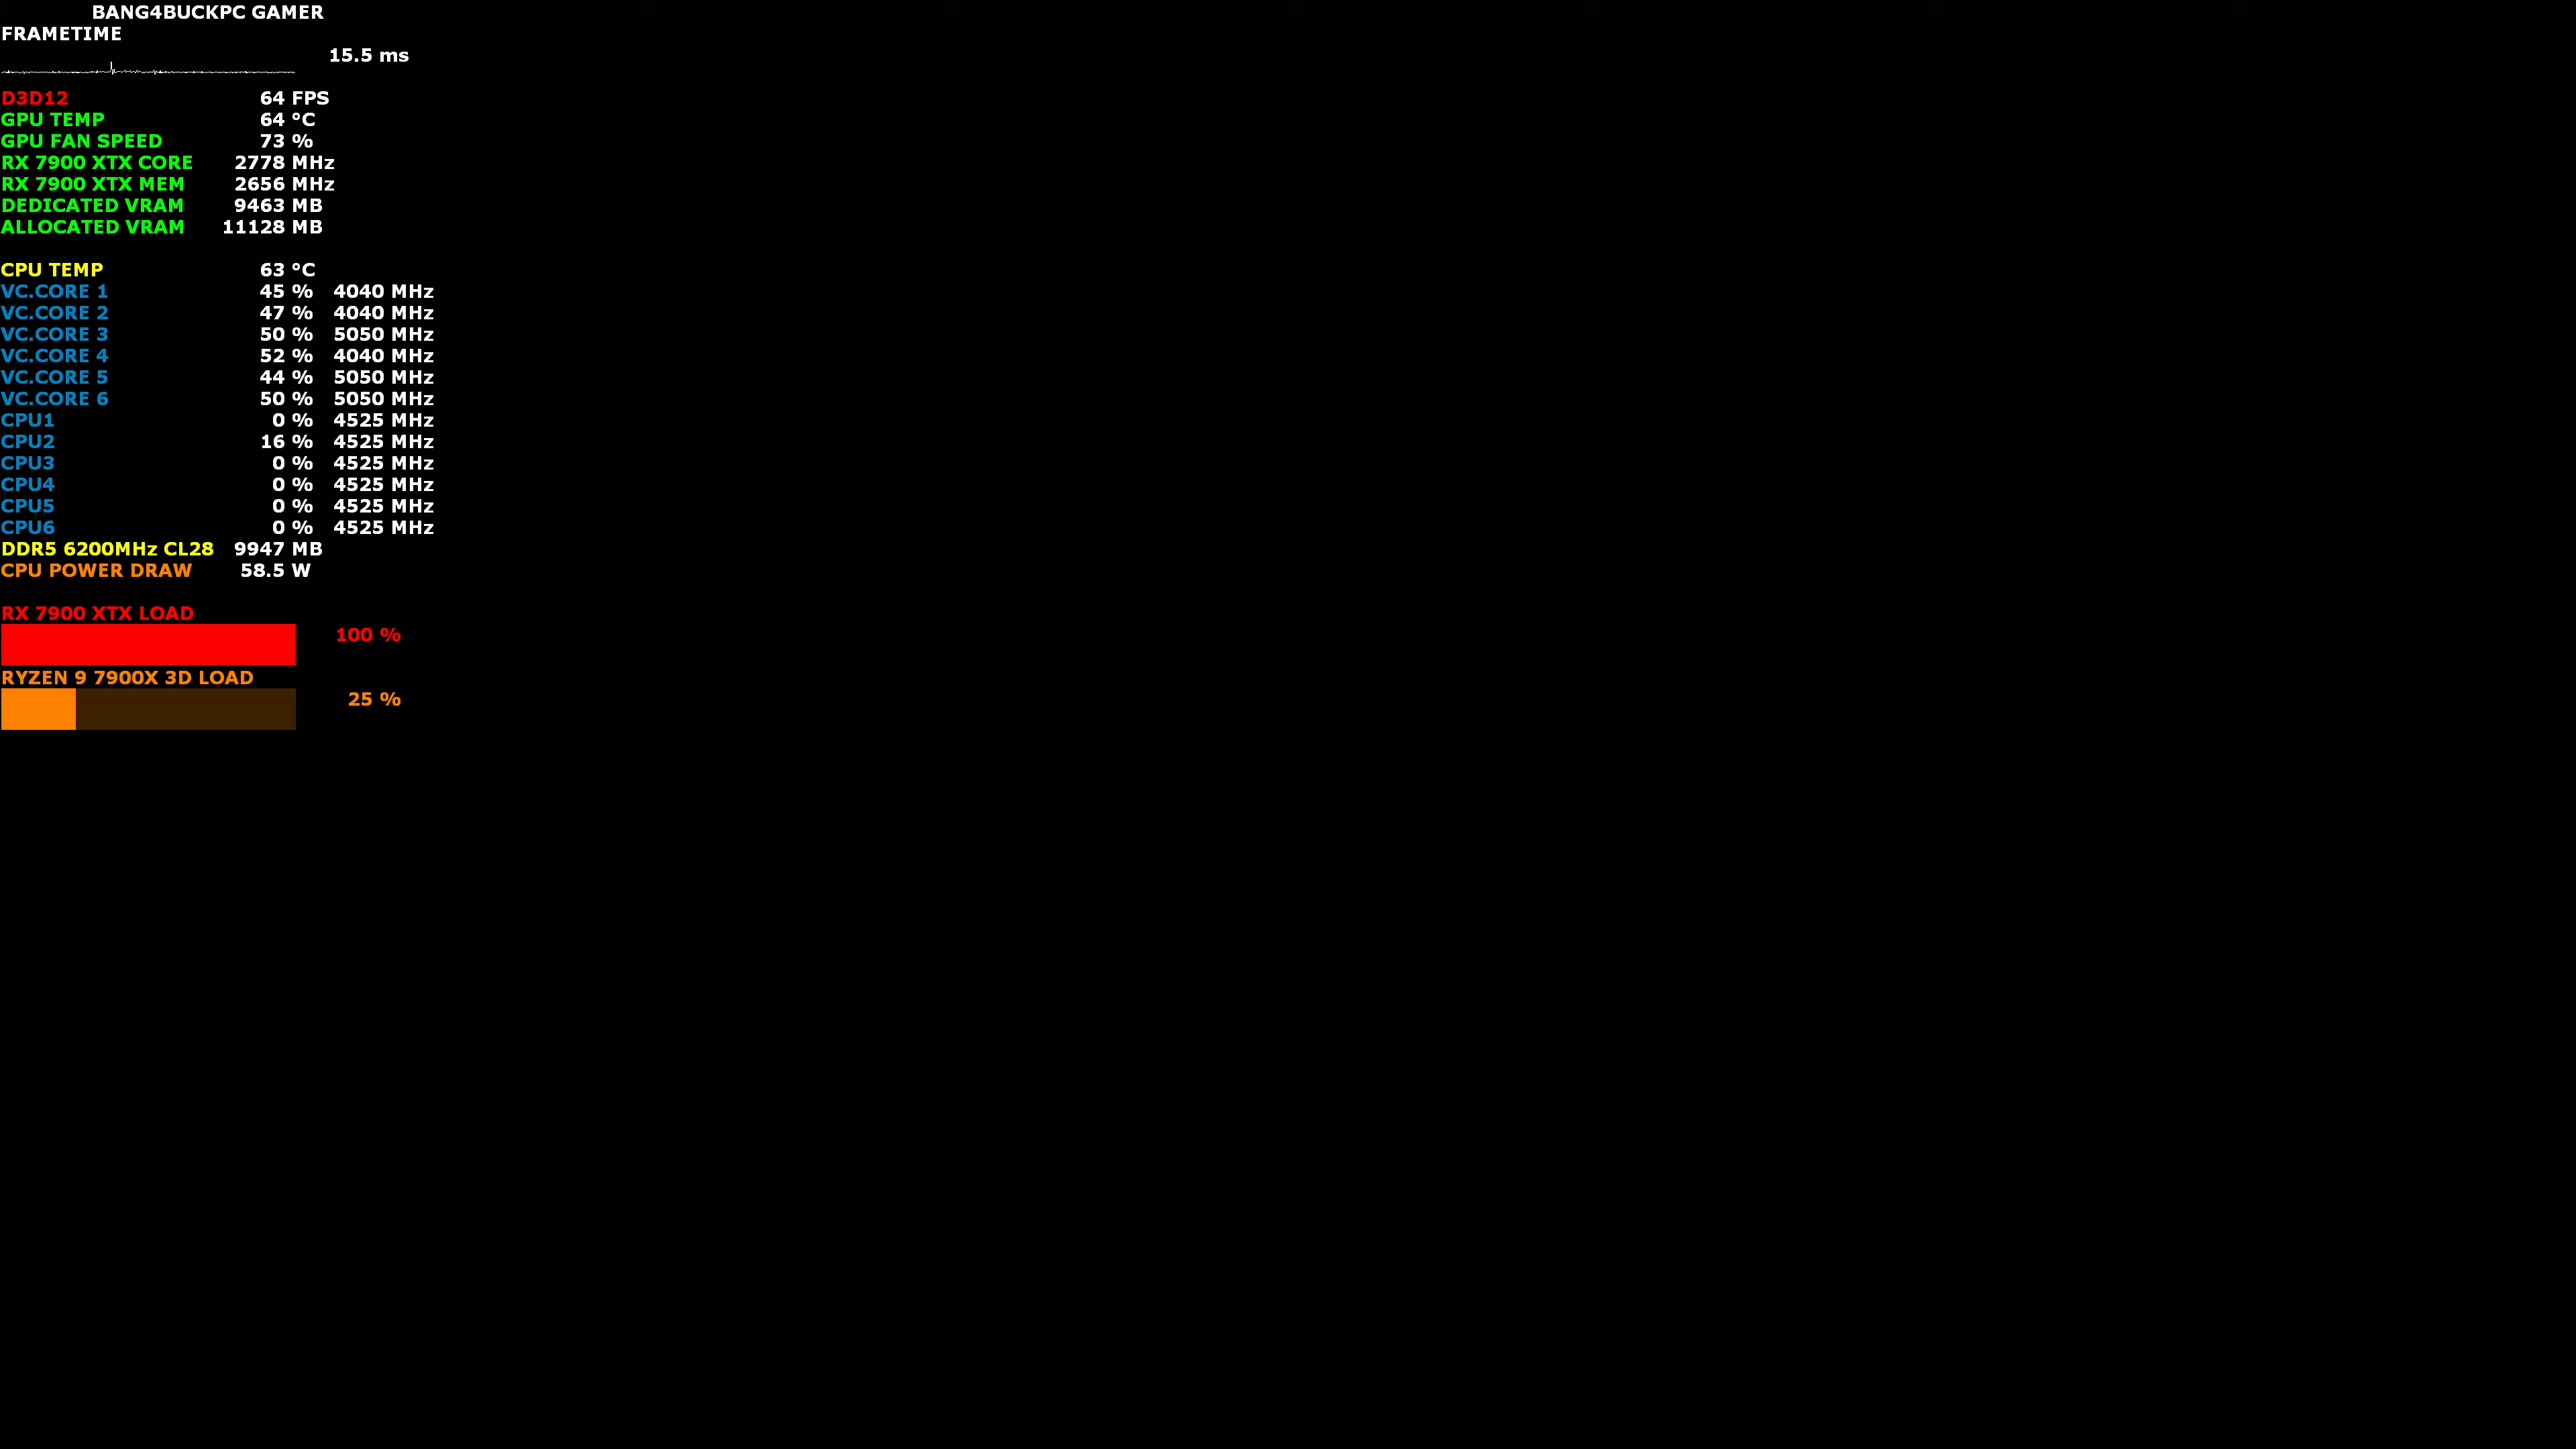 BANG4BUCKPC GAMER
FRAMETIME
15.5 ms
D3D12 64 FPS
GPU TEMP 64 °C
GPU FAN SPEED 73 %
RX 7900 XTX CORE 2778 MHz
RX 7900 XTX MEM 2656 MHz
DEDICATED VRAM 9463 MB
ALLOCATED VRAM 11128 MB
CPU TEMP 63 °C
VC.CORE 1 45 % 4040 MHz
VC.CORE 2 47 % 4040 MHz
VC.CORE 3 50 % 5050 MHz
VC.CORE 4 52 % 4040 MHz
VC.CORE 5 44 % 5050 MHz
VC.CORE 6 50 % 5050 MHz
CPU1 0 % 4525 MHz
CPU2 16 % 4525 MHz
CPU3 0 % 4525 MHz
CPU4 0 % 4525 MHz
CPU5 0 % 4525 MHz
CPU6 0 % 4525 MHz
DDR5 6200MHz CL28 9947 MB
CPU POWER DRAW 58.5 W
RX 7900 XTX LOAD
100 %
RYZEN 9 7900X 3D LOAD
25 %